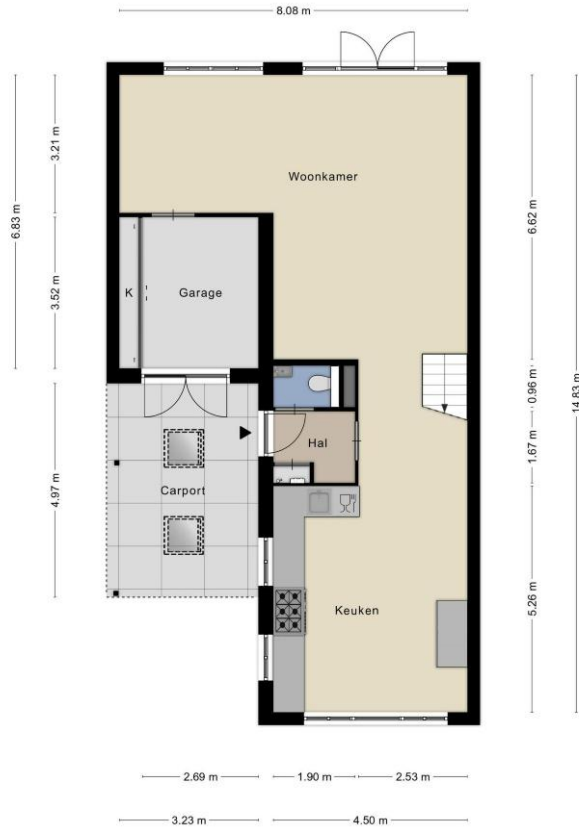 8.08 m
Woonkamer
6.83 m
3.21 m
3.52 m
6.62 m
K
Garage
0.96 m
14.83 m
Hal
1.67 m
4.97 m
Carport
Keuken
5.26 m
2.69 m
1.90 m
2.53 m
3.23 m
4.50 m